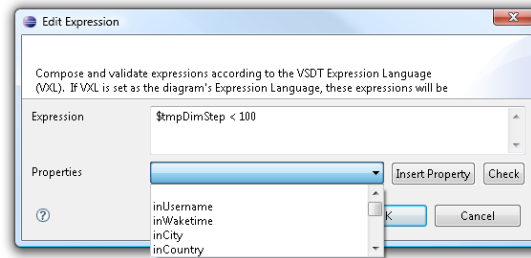 Edit Expression
Compose and validate expressions according to the VSDT Expression Language
(VXL). If VXL is set as the diagram's Expression Language, these expressions will be
Expression
$tmpDimStep < 100
Properties
Insert Property
Check
inUsername
inWaketime
inCity
inCountry
K
Cancel